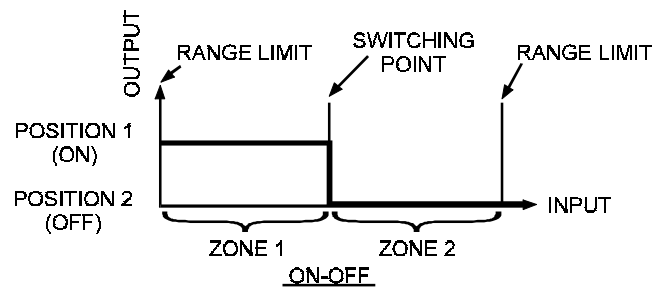 OUTPUT
RANGE LIMIT
SWITCHING
POINT
RANGE LIMIT
POSITION 1
(ON)
POSITION 2
(OFF)
INPUT
ZONE 1
ZONE 2
ON-OFF